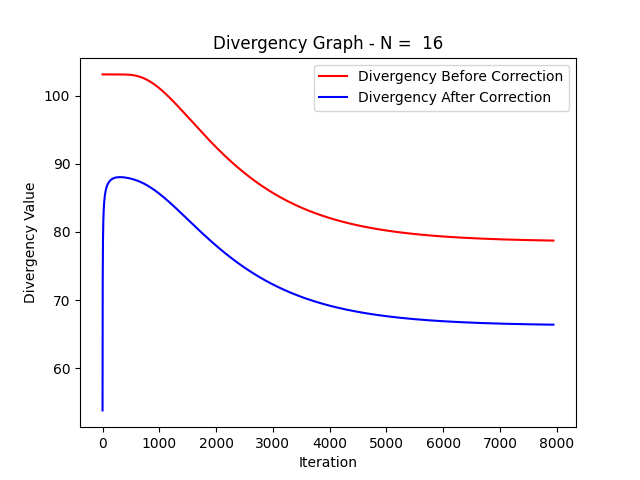 Divergency Graph - N =  16
Divergency Before Correction
Divergency After Correction
Divergency Value
100
90
80
70
60
0 1000 2000 3000 4000 5000 6000 7000 8000
Iteration